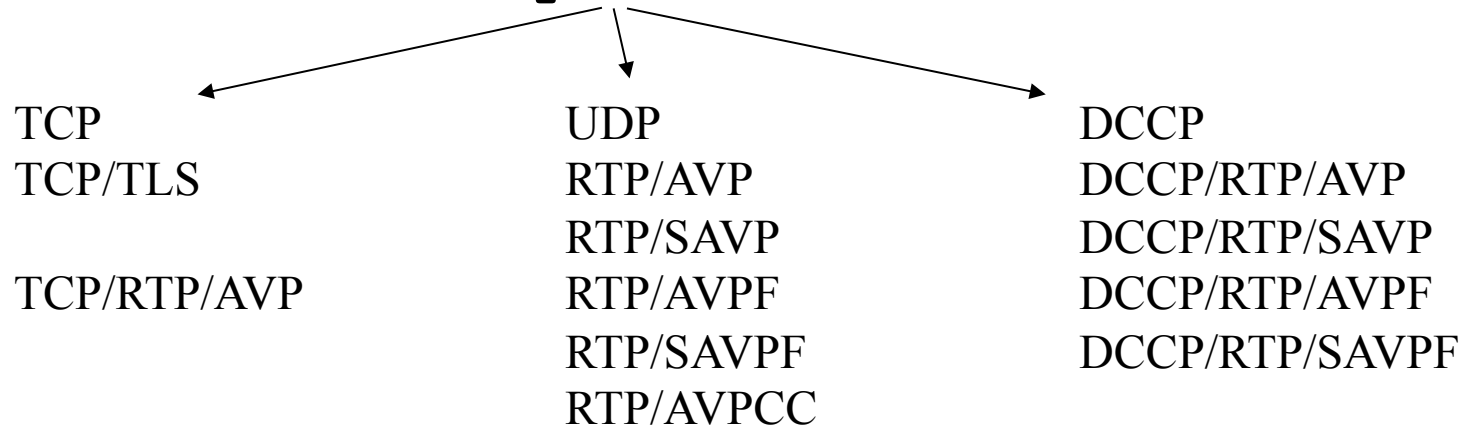 TCP
TCP/TLS
TCP/RTP/AVP
UDP
RTP/AVP
RTP/SAVP
RTP/AVPF
RTP/SAVPF
RTP/AVPCC
DCCP
DCCP/RTP/AVP
DCCP/RTP/SAVP
DCCP/RTP/AVPF
DCCP/RTP/SAVPF